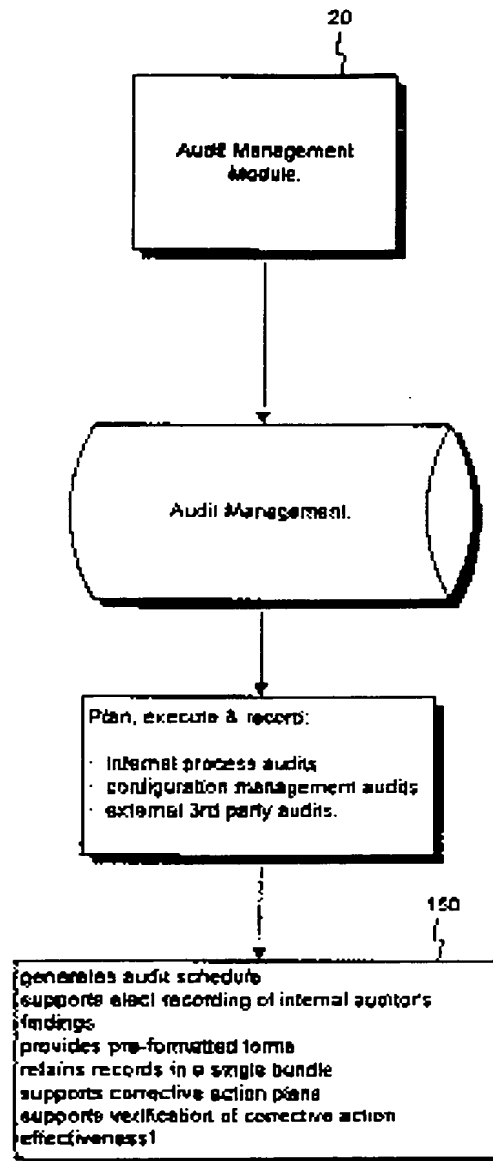 20
Audit Management
Module.
Audit Management.
Plan, execute & record:
· internal process audits
· configuration management audits
· external 3rd party audits.
150
generates audit schedule
supports elect recording of internal auditor's
findings
provides pre-formatted forms
retains records in a single bundle
supports corrective action plans
supports verification of corrective action
effectiveness1